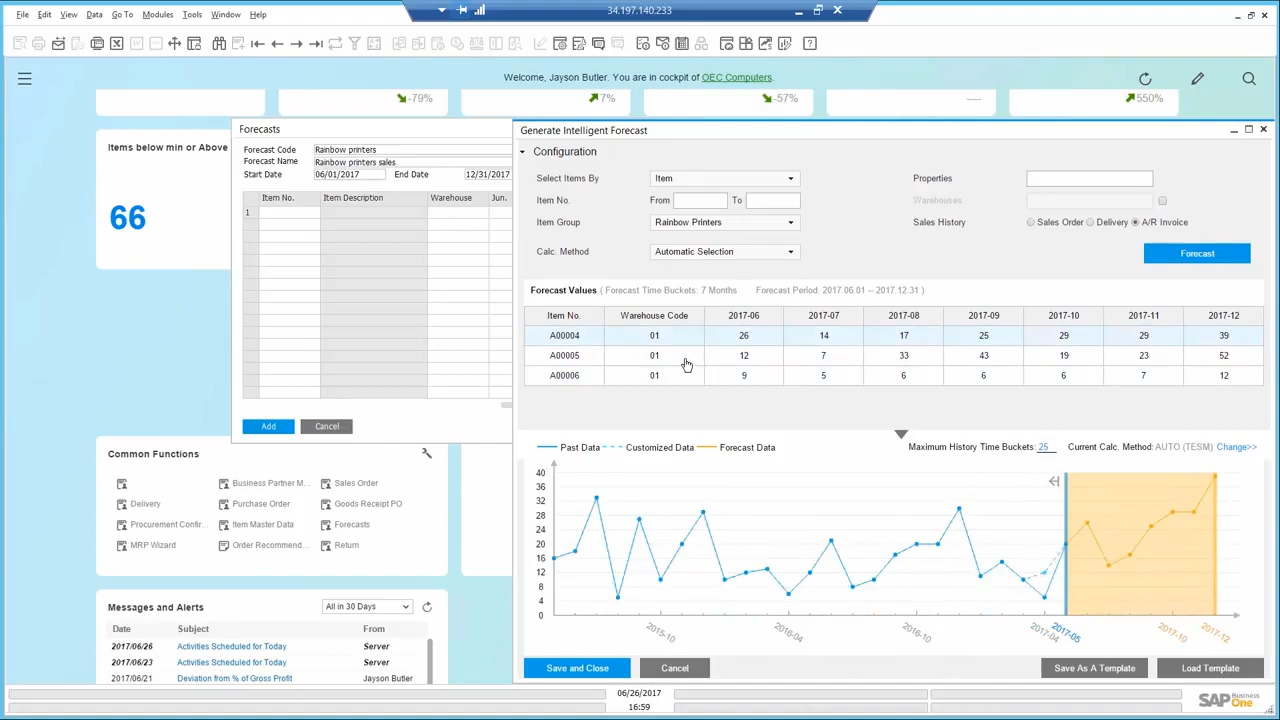 34.197.140.233
File Edit View Data Go To Modules Tools Window Help
Welcome, Jayson Butler. You are in cockpit of OEC Computers.
-79% 7% -57% ---- 550%
Items below min or Above
66
Forecasts
Forecast Code Rainbow printers
Forecast Name Rainbow printers sales
Start Date 06/01/2017 End Date 12/31/2017
Item No. Item Description Warehouse Jun.
1
Add Cancel
Generate Intelligent Forecast
Configuration
Select Items By Item Properties
Item No. From To Warehouses
Item Group Rainbow Printers Sales History Sales Order Delivery A/R Invoice
Calc. Method Automatic Selection Forecast
Forecast Values ( Forecast Time Buckets: 7 Months Forecast Period: 2017.06.01 -- 2017.12.31 )
Item No. Warehouse Code 2017-06 2017-07 2017-08 2017-09 2017-10 2017-11 2017-12
A00004 01 26 14 17 25 29 29 39
A00005 01 12 7 33 43 19 23 52
A00006 01 9 5 6 6 6 7 12
Past Data Customized Data Forecast Data Maximum History Time Buckets: 25 Current Calc. Method: AUTO (TESM) Change>>
40
36
32
28
24
20
16
12
8
4
0
2015-10 2016-04 2016-10 2017-04 2017-05 2017-10 2017-12
Save and Close Cancel Save As A Template Load Template
Common Functions
Business Partner M... Sales Order
Delivery Purchase Order Goods Receipt PO
Procurement Confir... Item Master Data Forecasts
MRP Wizard Order Recommend... Return
Messages and Alerts All in 30 Days
Date Subject From
2017/06/26 Activities Scheduled for Today Server
2017/06/23 Activities Scheduled for Today Server
2017/06/21 Deviation from % of Gross Profit Jayson Butler
06/26/2017
16:59
SAP Business One